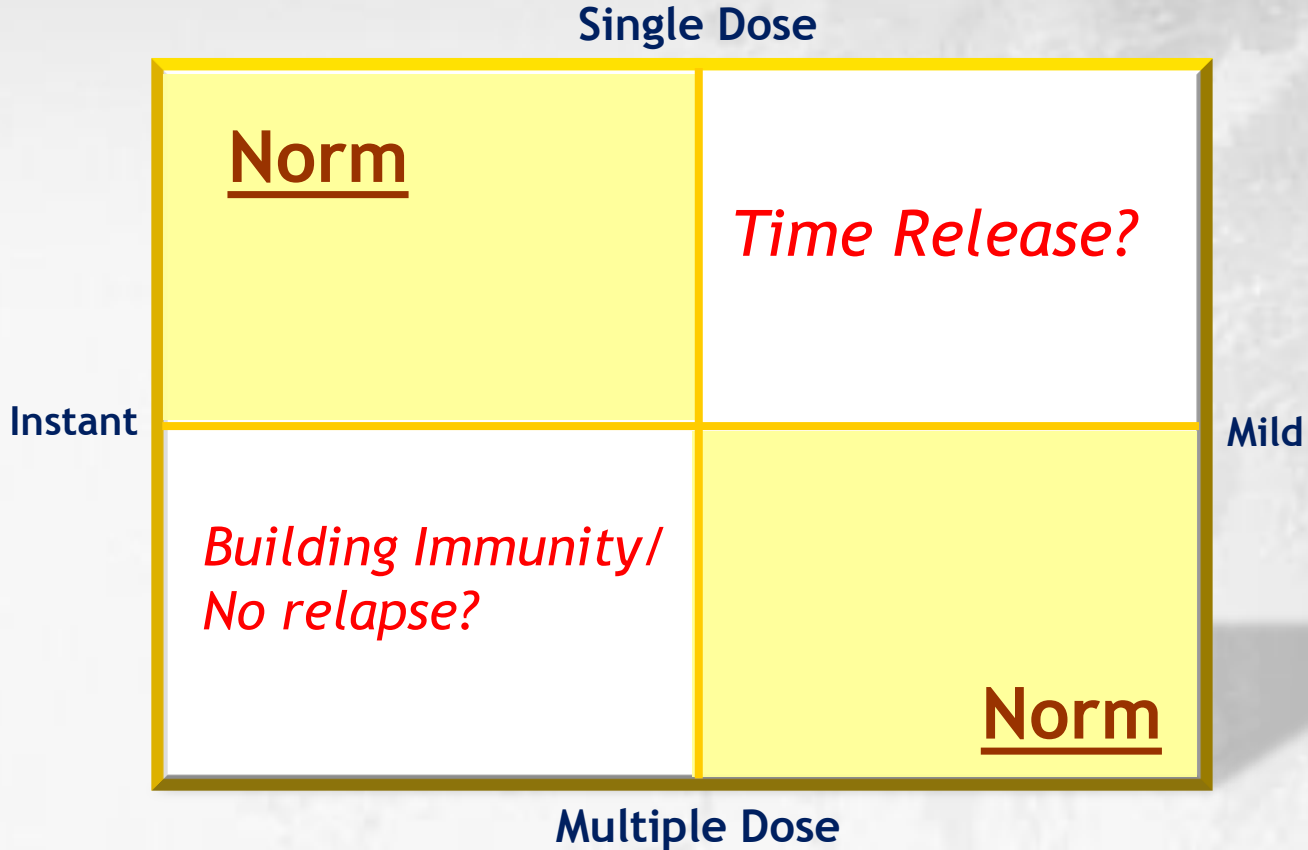 Single Dose
Norm
Time Release?
Instant
Mild
Building Immunity/
No relapse?
Norm
Multiple Dose